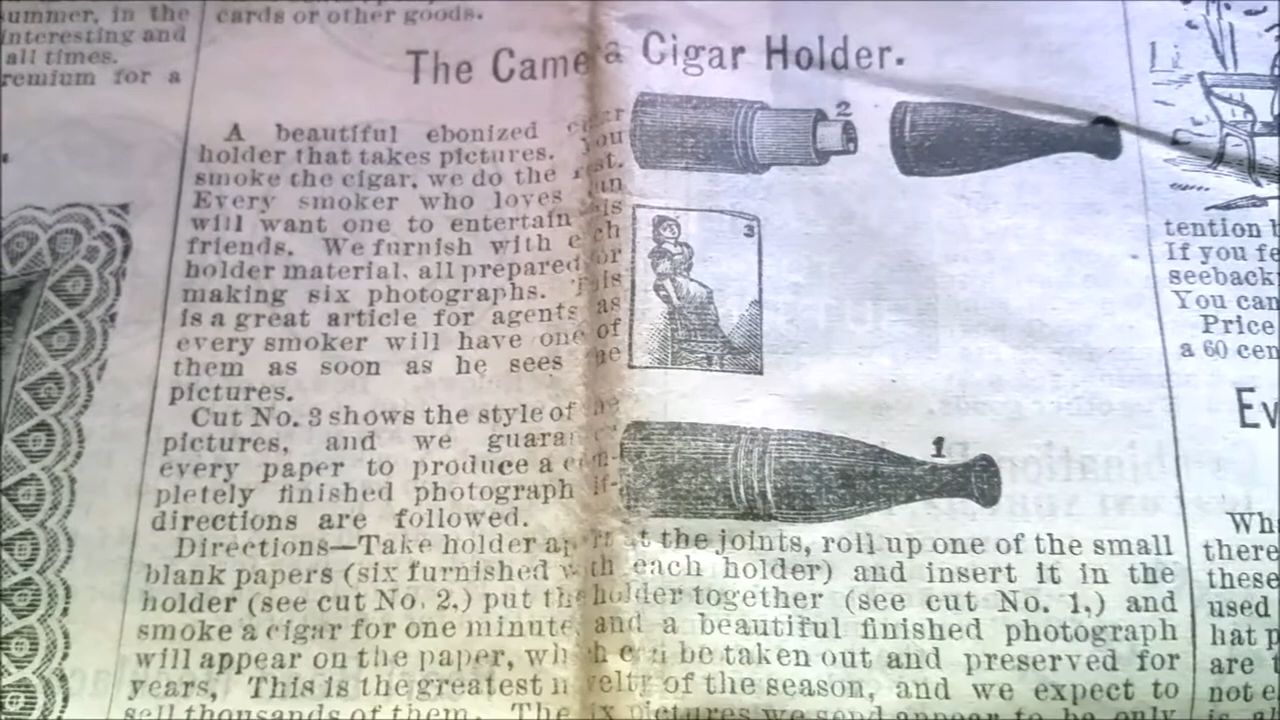 summer, in the
interesting and
all times.
remium for a
cards or other goods.
The Camera Cigar Holder.
A beautiful ebonized cigar
holder that takes pictures. You
smoke the cigar, we do the rest.
Every smoker who loves fun
will want one to entertain his
friends. We furnish with each
holder material, all prepared for
making six photographs. This
is a great article for agents, as
every smoker will have one of
them as soon as he sees the
pictures.
Cut No. 3 shows the style of the
pictures, and we guarantee
every paper to produce a com-
pletely finished photograph if
directions are followed.
2
3
1
Directions—Take holder apart at the joints, roll up one of the small
blank papers (six furnished with each holder) and insert it in the
holder (see cut No. 2,) put the holder together (see cut No. 1,) and
smoke a cigar for one minute, and a beautiful finished photograph
will appear on the paper, which can be taken out and preserved for
years, This is the greatest novelty of the season, and we expect to
sell thousands of them. The six pictures we send appear to be only
tention
If you
seeback
You can
Price
a 60
Ev
Wh
there
these
used
hat
are
not